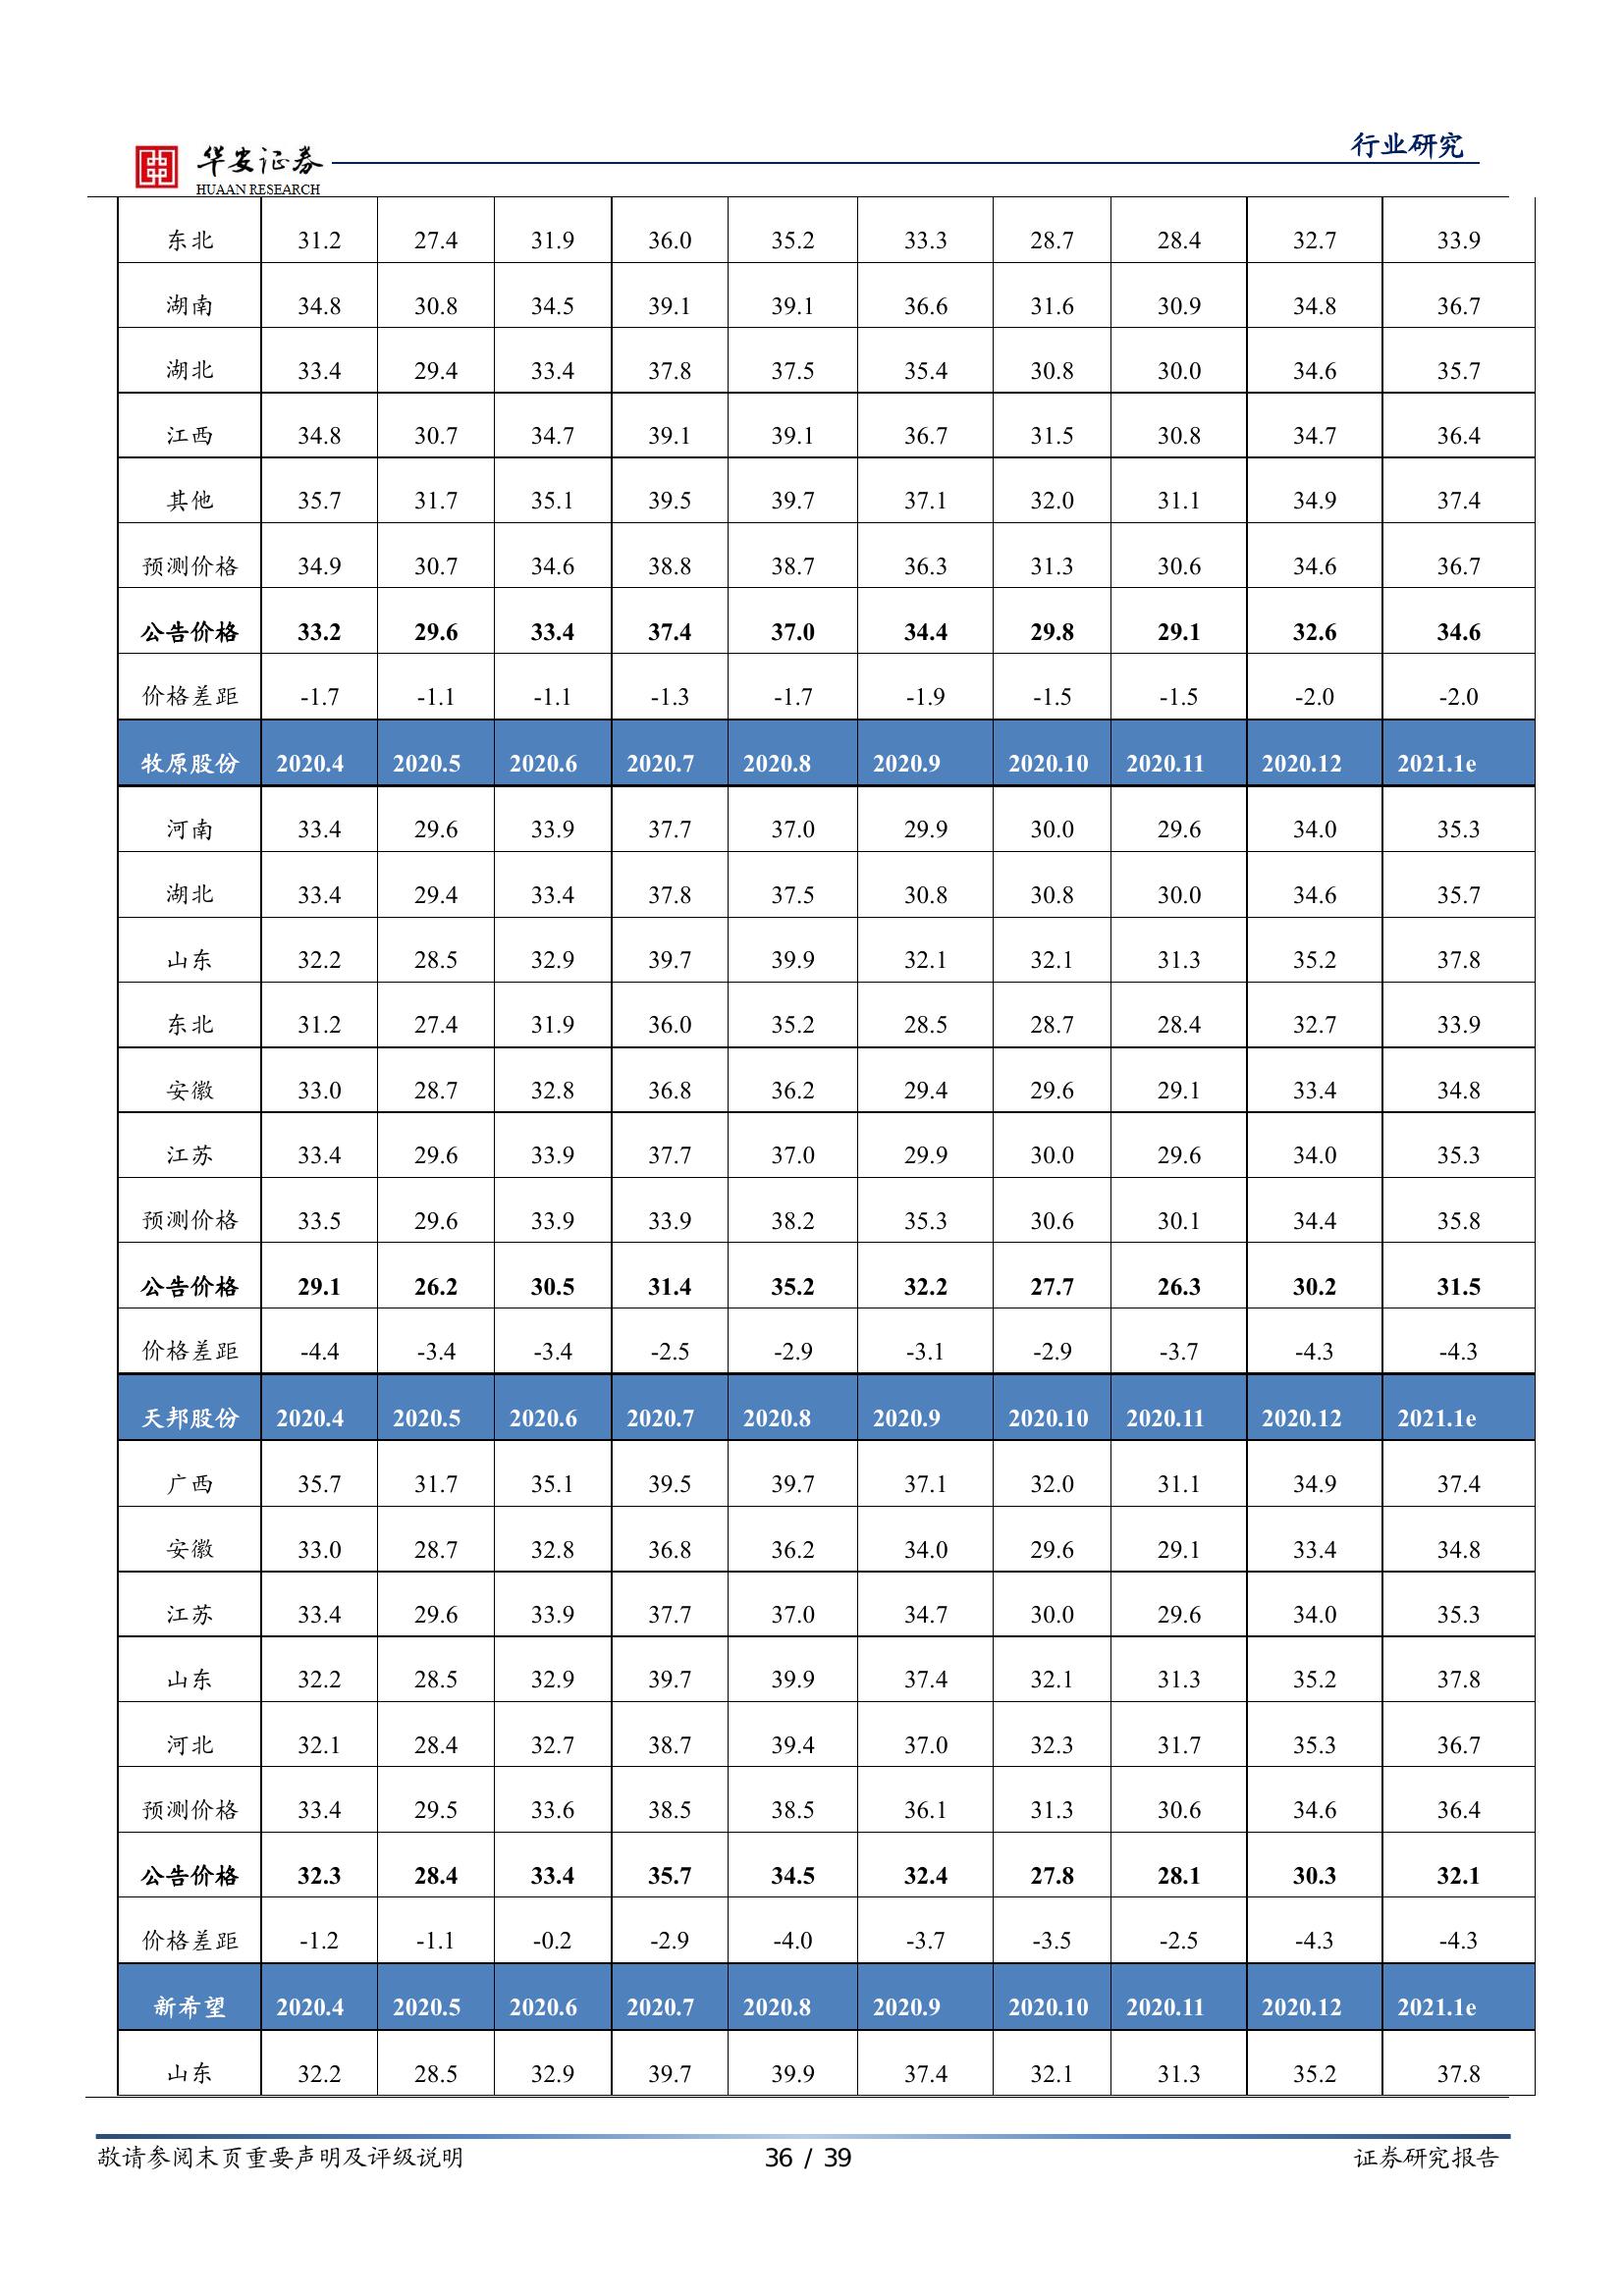 华安证券
HUAAN RESEARCH
行业研究
东北 31.2 27.4 31.9 36.0 35.2 33.3 28.7 28.4 32.7 33.9
湖南 34.8 30.8 34.5 39.1 39.1 36.6 31.6 30.9 34.8 36.7
湖北 33.4 29.4 33.4 37.8 37.5 35.4 30.8 30.0 34.6 35.7
江西 34.8 30.7 34.7 39.1 39.1 36.7 31.5 30.8 34.7 36.4
其他 35.7 31.7 35.1 39.5 39.7 37.1 32.0 31.1 34.9 37.4
预测价格 34.9 30.7 34.6 38.8 38.7 36.3 31.3 30.6 34.6 36.7
公告价格 33.2 29.6 33.4 37.4 37.0 34.4 29.8 29.1 32.6 34.6
价格差距 -1.7 -1.1 -1.1 -1.3 -1.7 -1.9 -1.5 -1.5 -2.0 -2.0
牧原股份 2020.4 2020.5 2020.6 2020.7 2020.8 2020.9 2020.10 2020.11 2020.12 2021.1e
河南 33.4 29.6 33.9 37.7 37.0 29.9 30.0 29.6 34.0 35.3
湖北 33.4 29.4 33.4 37.8 37.5 30.8 30.8 30.0 34.6 35.7
山东 32.2 28.5 32.9 39.7 39.9 32.1 32.1 31.3 35.2 37.8
东北 31.2 27.4 31.9 36.0 35.2 28.5 28.7 28.4 32.7 33.9
安徽 33.0 28.7 32.8 36.8 36.2 29.4 29.6 29.1 33.4 34.8
江苏 33.4 29.6 33.9 37.7 37.0 29.9 30.0 29.6 34.0 35.3
预测价格 33.5 29.6 33.9 33.9 38.2 35.3 30.6 30.1 34.4 35.8
公告价格 29.1 26.2 30.5 31.4 35.2 32.2 27.7 26.3 30.2 31.5
价格差距 -4.4 -3.4 -3.4 -2.5 -2.9 -3.1 -2.9 -3.7 -4.3 -4.3
天邦股份 2020.4 2020.5 2020.6 2020.7 2020.8 2020.9 2020.10 2020.11 2020.12 2021.1e
广西 35.7 31.7 35.1 39.5 39.7 37.1 32.0 31.1 34.9 37.4
安徽 33.0 28.7 32.8 36.8 36.2 34.0 29.6 29.1 33.4 34.8
江苏 33.4 29.6 33.9 37.7 37.0 34.7 30.0 29.6 34.0 35.3
山东 32.2 28.5 32.9 39.7 39.9 37.4 32.1 31.3 35.2 37.8
河北 32.1 28.4 32.7 38.7 39.4 37.0 32.3 31.7 35.3 36.7
预测价格 33.4 29.5 33.6 38.5 38.5 36.1 31.3 30.6 34.6 36.4
公告价格 32.3 28.4 33.4 35.7 34.5 32.4 27.8 28.1 30.3 32.1
价格差距 -1.2 -1.1 -0.2 -2.9 -4.0 -3.7 -3.5 -2.5 -4.3 -4.3
新希望 2020.4 2020.5 2020.6 2020.7 2020.8 2020.9 2020.10 2020.11 2020.12 2021.1e
山东 32.2 28.5 32.9 39.7 39.9 37.4 32.1 31.3 35.2 37.8
敬请参阅末页重要声明及评级说明 36 / 39 证券研究报告